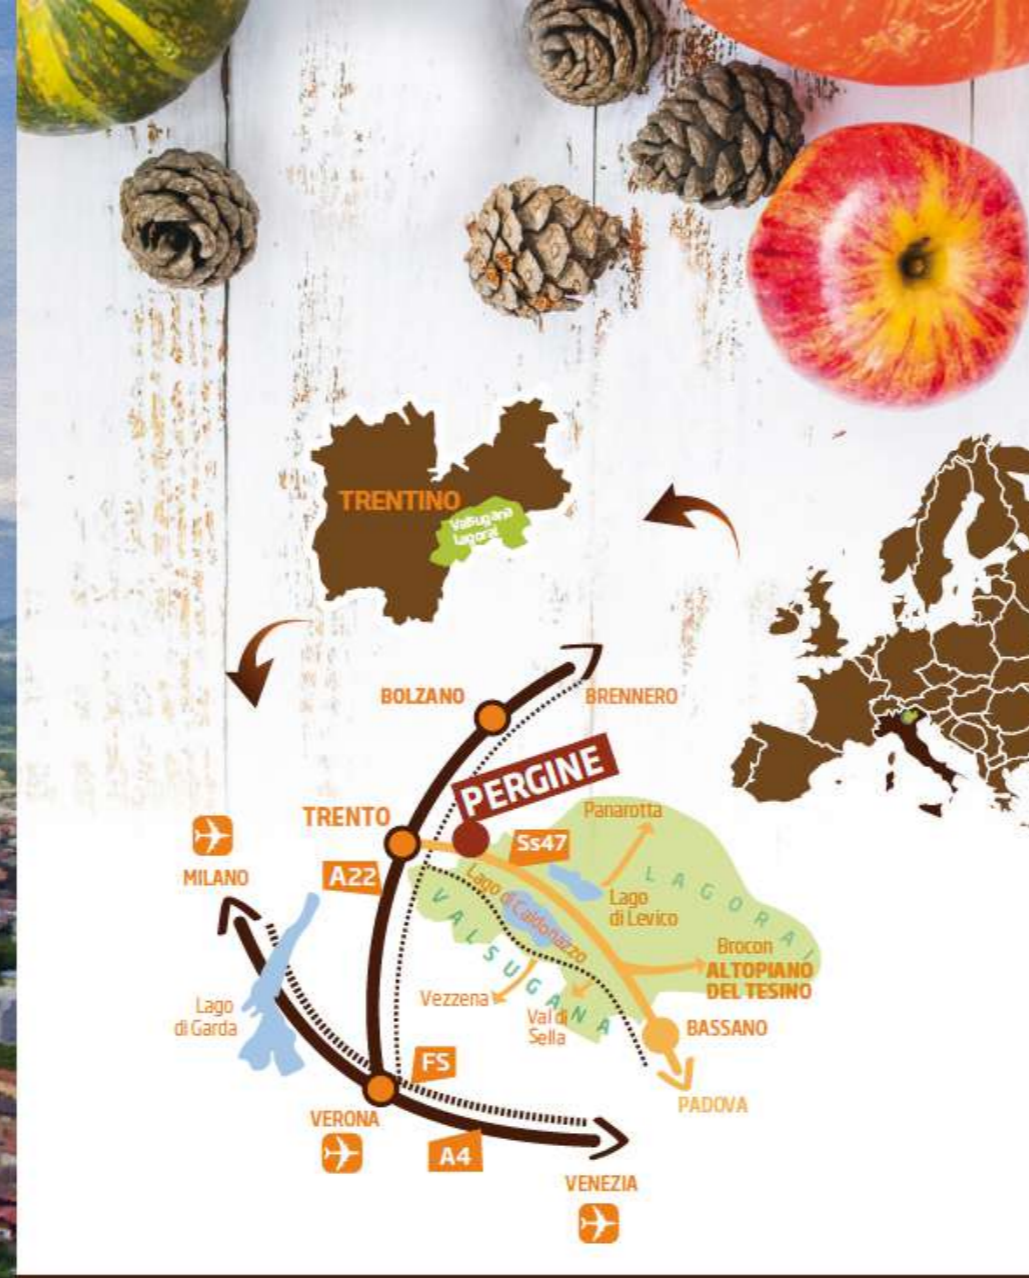 TRENTINO
Valsugana
Lagorai
BOLZANO
BRENNERO
PERGINE
Panarotta
TRENTO
Ss47
A22
MILANO
LAGORAI
Lago
di Levico
Lago di Caldonazzo
VALSUGANA
Brocon
ALTOPIANO
DEL TESINO
Vezzena
Lago
di Garda
Val di
Sella
BASSANO
FS
PADOVA
VERONA
A4
VENEZIA